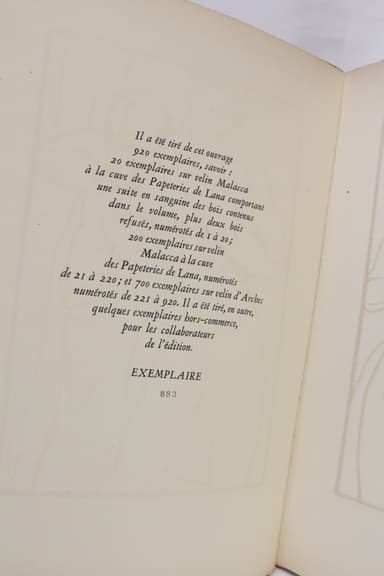 Il a été tiré de cet ouvrage
920 exemplaires, savoir :
20 exemplaires sur velin Malacca
à la cuve des Papeteries de Lana comportant
une suite en sanguine des bois contenus
dans le volume, plus deux bois
refusés, numérotés de 1 à 20;
200 exemplaires sur velin
Malacca à la cuve
des Papeteries de Lana, numérotés
de 21 à 220; et 700 exemplaires sur velin d'Arches
numérotés de 221 à 920. Il a été tiré, en outre,
quelques exemplaires hors-commerce,
pour les collaborateurs
de l'édition.
EXEMPLAIRE
883